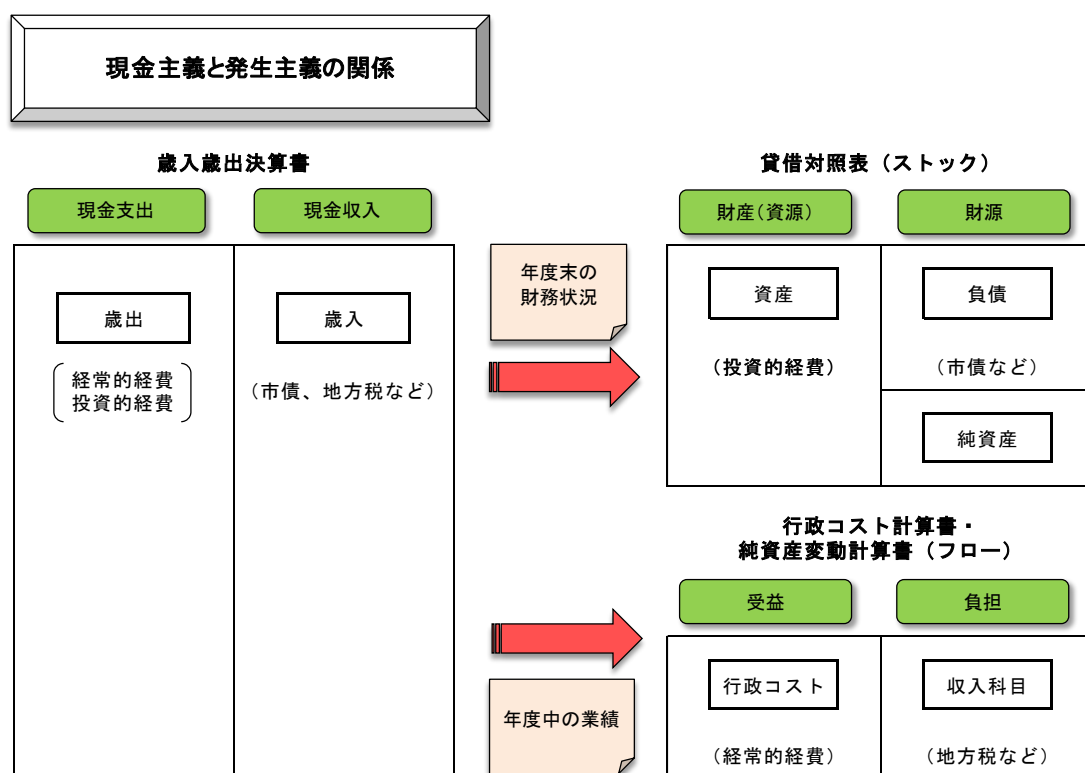 現金主義と発生主義の関係
歳入歳出決算書
現金支出
現金収入
歳出
経常的経費
投資的経費
歳入
(市債、地方税など)
年度末の
財務状況
貸借対照表(ストック)
財産(資源)
財源
資産
(投資的経費)
負債
(市債など)
純資産
年度中の業績
行政コスト計算書・
純資産変動計算書(フロー)
受益
負担
行政コスト
(経常的経費)
収入科目
(地方税など)